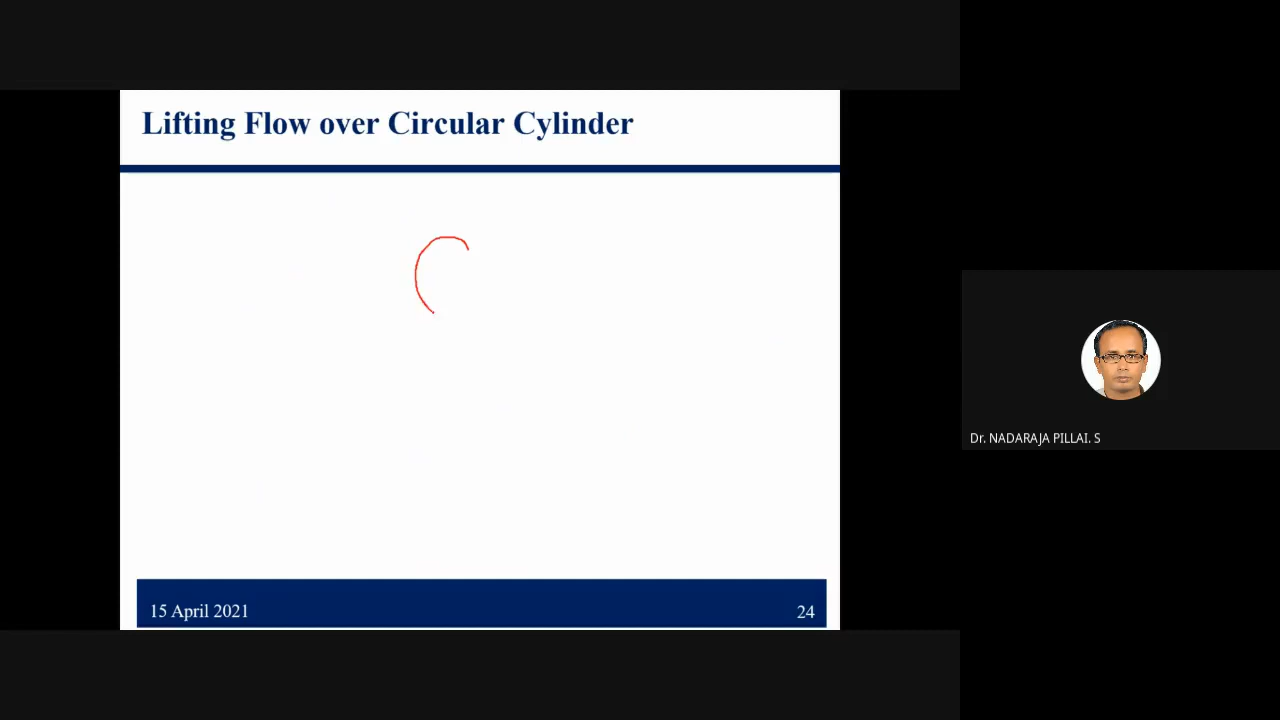 Lifting Flow over Circular Cylinder
15 April 2021
24
Dr. NADARAJA PILLAI. S